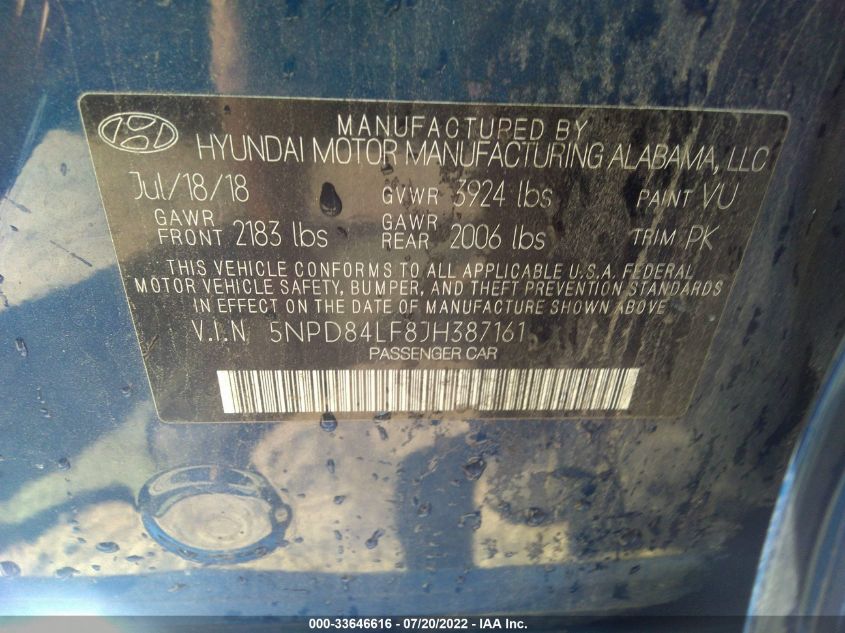 MANUFACTURED BY
HYUNDAI MOTOR MANUFACTURING ALABAMA, LLC
Jul/18/18 GVWR 3924 lbs PAINT VU
GAWR FRONT 2183 lbs GAWR REAR 2006 lbs TRIM PK
THIS VEHICLE CONFORMS TO ALL APPLICABLE U.S.A. FEDERAL
MOTOR VEHICLE SAFETY, BUMPER, AND THEFT PREVENTION STANDARDS
IN EFFECT ON THE DATE OF MANUFACTURE SHOWN ABOVE
V.I.N 5NPD84LF8JH387161
PASSENGER CAR
000-33646616 - 07/20/2022 - IAA Inc.